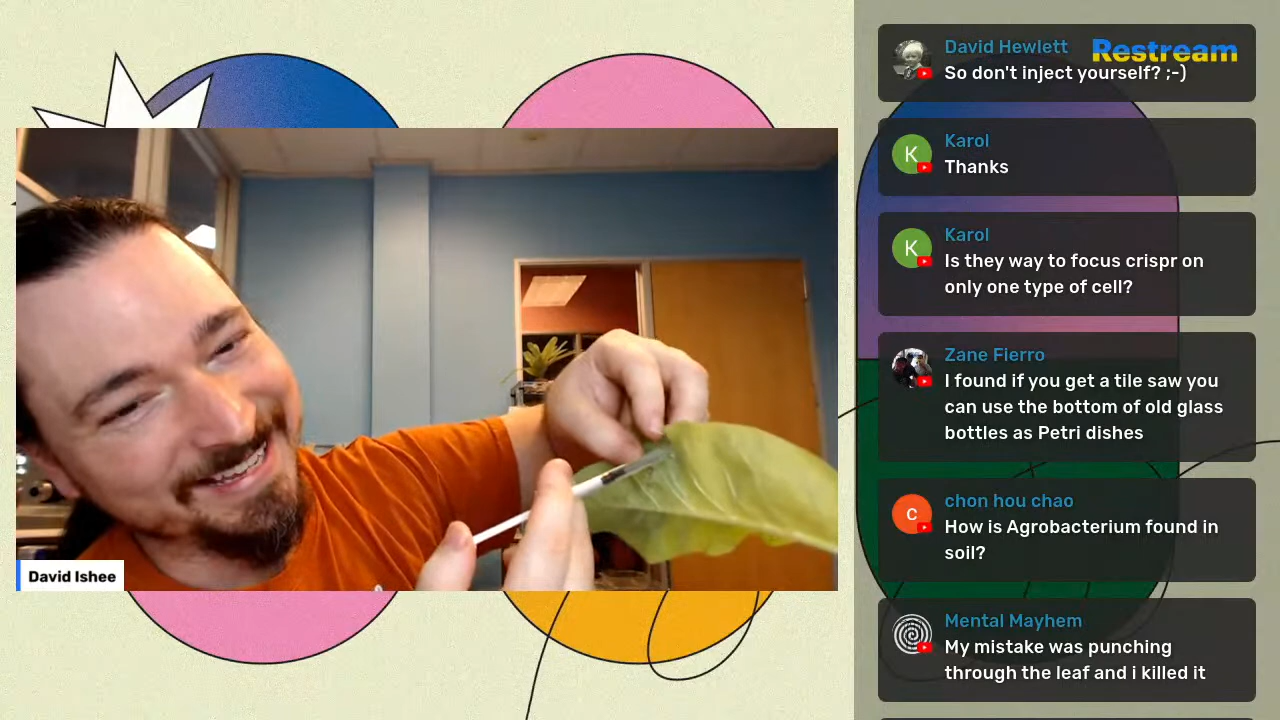 David Ishee
Restream
David Hewlett
So don't inject yourself? ;-)
K
Karol
Thanks
K
Karol
Is they way to focus crispr on
only one type of cell?
Zane Fierro
I found if you get a tile saw you
can use the bottom of old glass
bottles as Petri dishes
c
chon hou chao
How is Agrobacterium found in
soil?
Mental Mayhem
My mistake was punching
through the leaf and i killed it